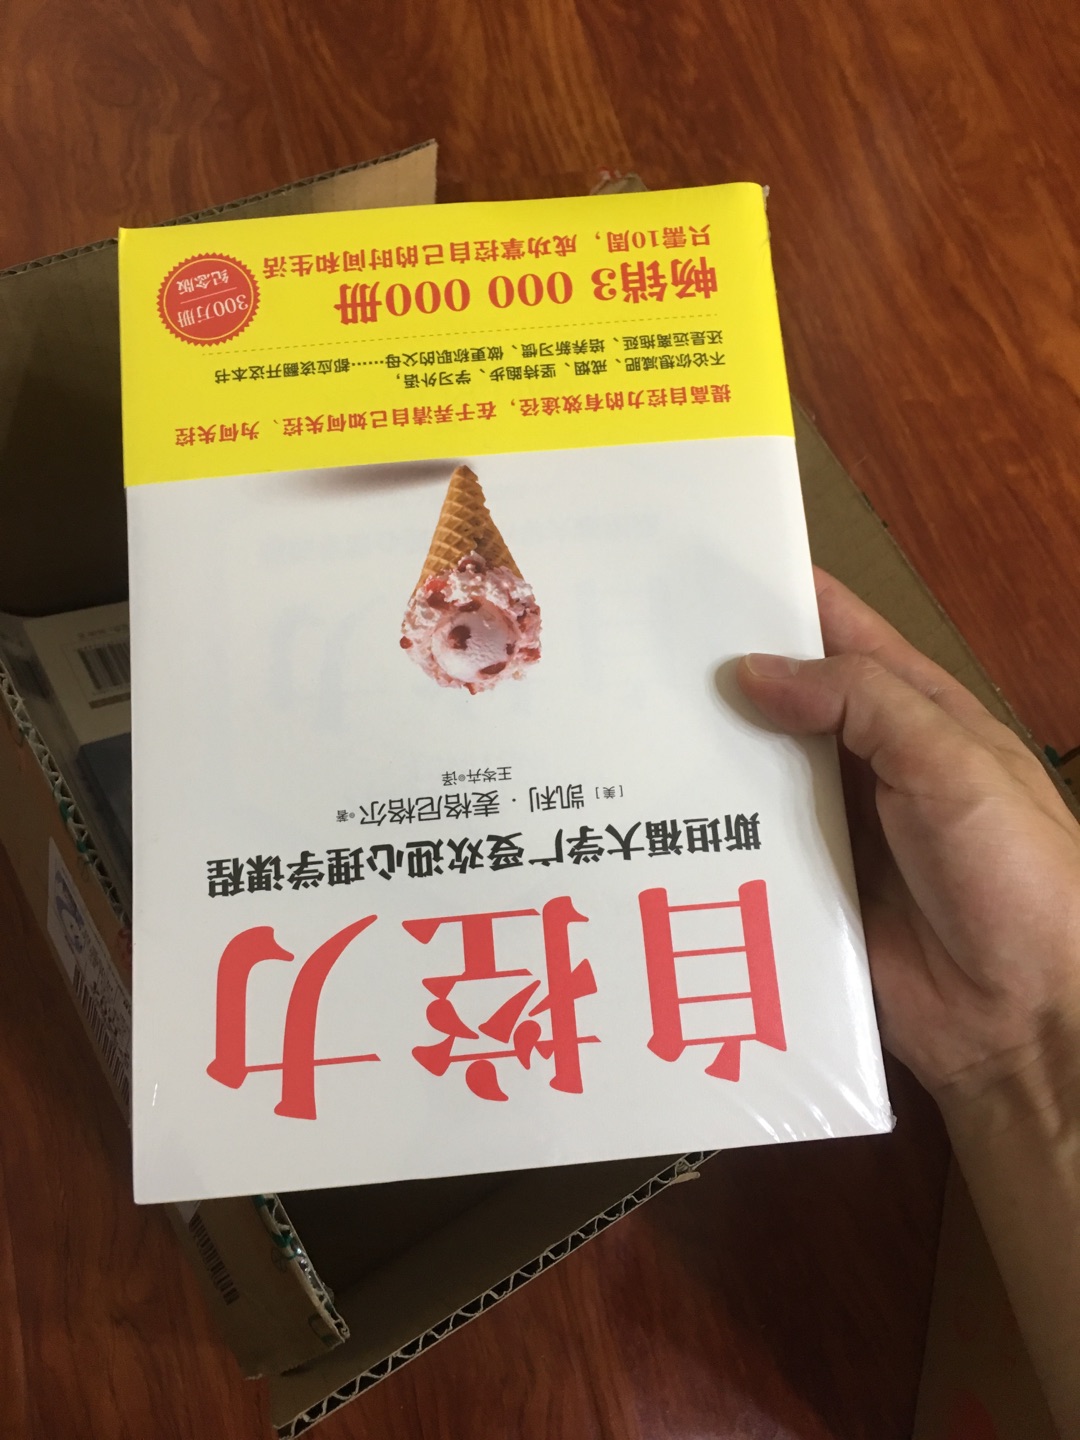 自控力
斯坦福大学广受欢迎心理学课程
[美] 凯利·麦格尼格尔 ◎著
王岑卉◎译
提高自控力的有效途径，在于弄清自己如何失控、为何失控
不论你想减肥、戒烟、坚持跑步、学习外语，
还是远离拖延、培养新习惯、做更称职的父母……都应该翻开这本书
畅销3 000 000册
只需10周，成功掌控自己的时间和生活
300万册
纪念版